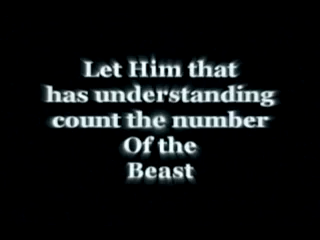 Let Him that
has understanding
count the number
Of the
Beast